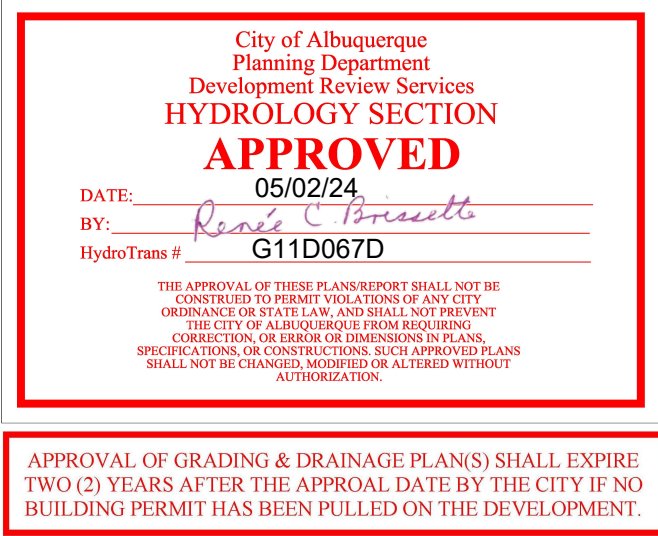 City of Albuquerque
Planning Department
Development Review Services
HYDROLOGY SECTION
APPROVED
DATE: 05/02/24
BY: Renée C. Brissette
HydroTrans # G11D067D
THE APPROVAL OF THESE PLANS/REPORT SHALL NOT BE
CONSTRUED TO PERMIT VIOLATIONS OF ANY CITY
ORDINANCE OR STATE LAW, AND SHALL NOT PREVENT
THE CITY OF ALBUQUERQUE FROM REQUIRING
CORRECTION, OR ERROR OR DIMENSIONS IN PLANS,
SPECIFICATIONS, OR CONSTRUCTIONS. SUCH APPROVED PLANS
SHALL NOT BE CHANGED, MODIFIED OR ALTERED WITHOUT
AUTHORIZATION.
APPROVAL OF GRADING & DRAINAGE PLAN(S) SHALL EXPIRE
TWO (2) YEARS AFTER THE APPROAL DATE BY THE CITY IF NO
BUILDING PERMIT HAS BEEN PULLED ON THE DEVELOPMENT.